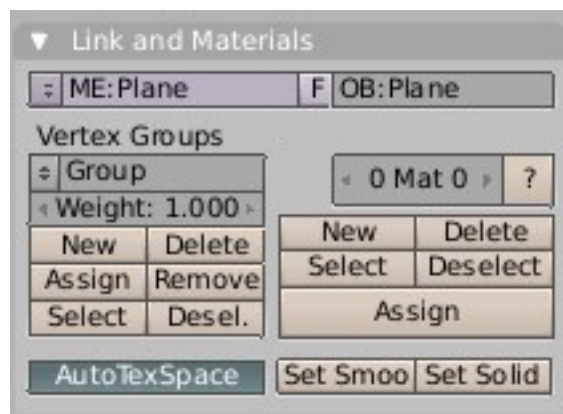 Link and Materials
ME:Plane F OB:Plane
Vertex Groups
Group
0 Mat 0 ?
Weight: 1.000
New Delete
New Delete
Assign Remove
Select Deselect
Select Desel.
Assign
AutoTexSpace Set Smoo Set Solid